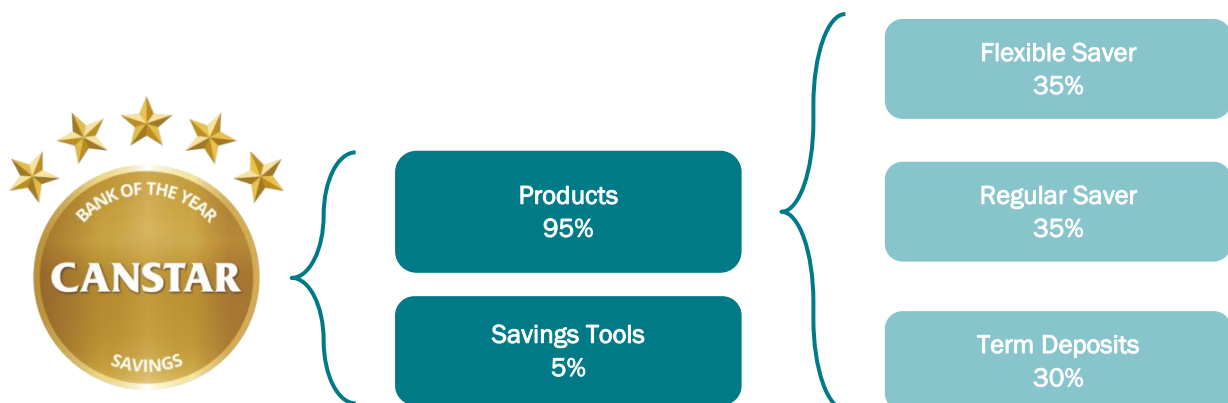 BANK OF THE YEAR
CANSTAR
SAVINGS
Products
95%
Savings Tools
5%
Flexible Saver
35%
Regular Saver
35%
Term Deposits
30%